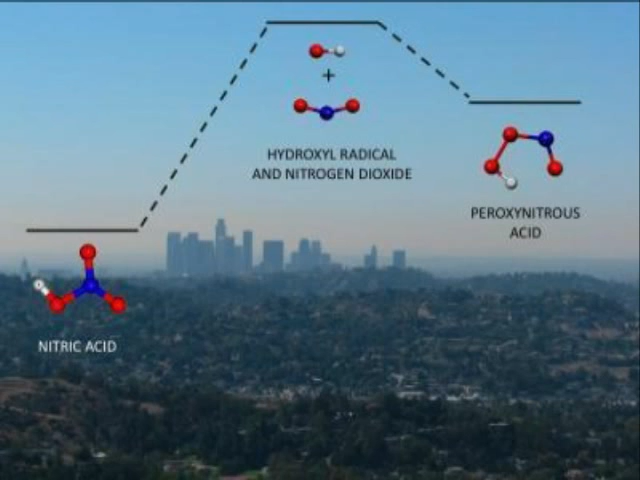 +
HYDROXYL RADICAL
AND NITROGEN DIOXIDE
PEROXYNITROUS
ACID
NITRIC ACID